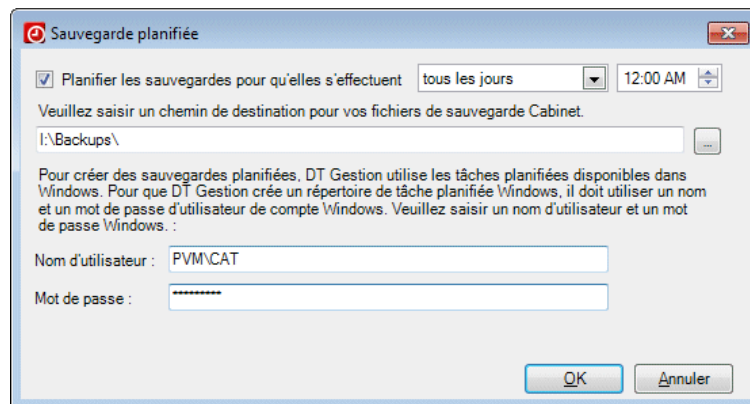 Sauvegarde planifiée
Planifier les sauvegardes pour qu'elles s'effectuent tous les jours 12:00 AM
Veuillez saisir un chemin de destination pour vos fichiers de sauvegarde Cabinet.
I:\Backups\ ...
Pour créer des sauvegardes planifiées, DT Gestion utilise les tâches planifiées disponibles dans
Windows. Pour que DT Gestion crée un répertoire de tâche planifiée Windows, il doit utiliser un nom
et un mot de passe d'utilisateur de compte Windows. Veuillez saisir un nom d'utilisateur et un mot
de passe Windows. :
Nom d'utilisateur : PVM\CAT
Mot de passe : *********
OK Annuler